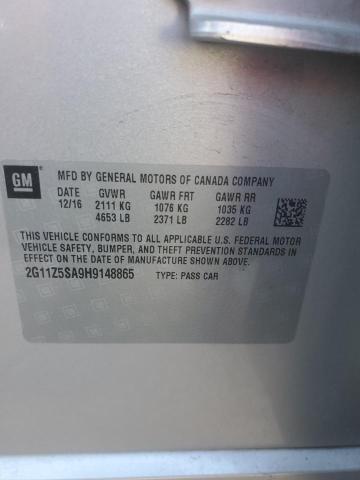 GM
MFD BY GENERAL MOTORS OF CANADA COMPANY
DATE GVWR GAWR FRT GAWR RR
12/16 2111 KG 1076 KG 1035 KG
4653 LB 2371 LB 2282 LB
THIS VEHICLE CONFORMS TO ALL APPLICABLE U.S. FEDERAL MOTOR
VEHICLE SAFETY, BUMPER, AND THEFT PREVENTION STANDARDS IN
EFFECT ON THE DATE OF MANUFACTURE SHOWN ABOVE.
2G11Z5SA9H9148865 TYPE: PASS CAR